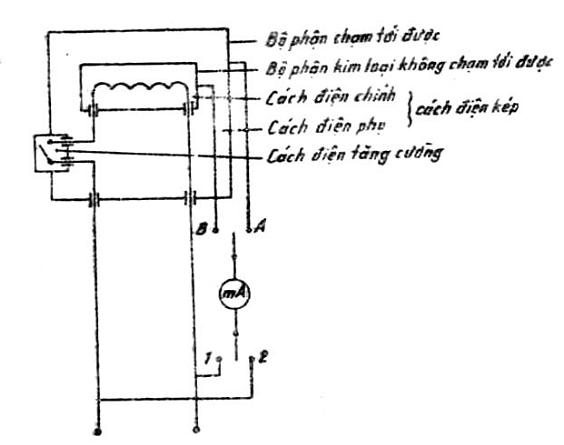 Bộ phận chạm tới được
Bộ phận kim loại không chạm tới được
Cách điện chính
cách điện kép
Cách điện phụ
Cách điện tăng cường
B A
mA
1 2